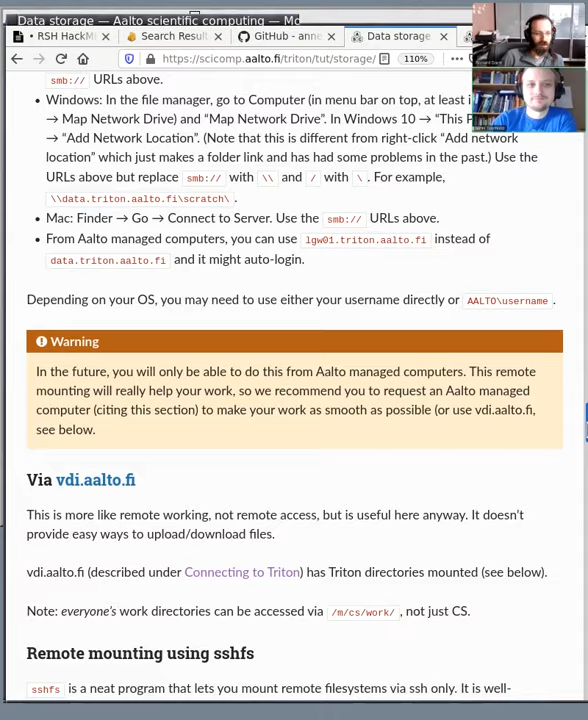 Data storage — Aalto scientific computing — Mo
• RSH HackM
Search Result
GitHub - anne
Data storage
https://scicomp.aalto.fi/triton/tut/storage/
110%
smb:// URLs above.
• Windows: In the file manager, go to Computer (in menu bar on top, at least i
→ Map Network Drive) and “Map Network Drive”. In Windows 10 → “This P
→ “Add Network Location”. (Note that this is different from right-click “Add network
location” which just makes a folder link and has had some problems in the past.) Use the
URLs above but replace smb:// with \\ and / with \. For example,
\\data.triton.aalto.fi\scratch\.
• Mac: Finder → Go → Connect to Server. Use the smb:// URLs above.
• From Aalto managed computers, you can use lgw01.triton.aalto.fi instead of
data.triton.aalto.fi and it might auto-login.
Depending on your OS, you may need to use either your username directly or AALTO\username.
Warning
In the future, you will only be able to do this from Aalto managed computers. This remote
mounting will really help your work, so we recommend you to request an Aalto managed
computer (citing this section) to make your work as smooth as possible (or use vdi.aalto.fi,
see below.
Via vdi.aalto.fi
This is more like remote working, not remote access, but is useful here anyway. It doesn’t
provide easy ways to upload/download files.
vdi.aalto.fi (described under Connecting to Triton) has Triton directories mounted (see below).
Note: everyone’s work directories can be accessed via /m/cs/work/, not just CS.
Remote mounting using sshfs
sshfs is a neat program that lets you mount remote filesystems via ssh only. It is well-